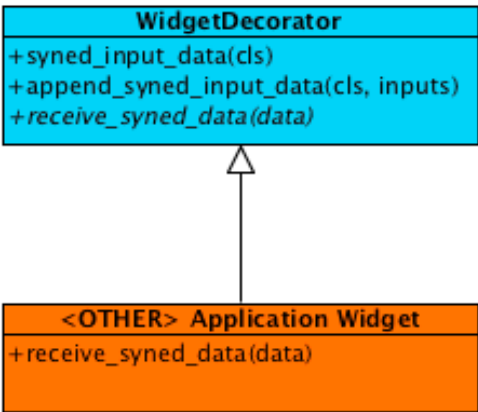 WidgetDecorator
+syned_input_data(cls)
+append_syned_input_data(cls, inputs)
+receive_syned_data(data)
<OTHER> Application Widget
+receive_syned_data(data)